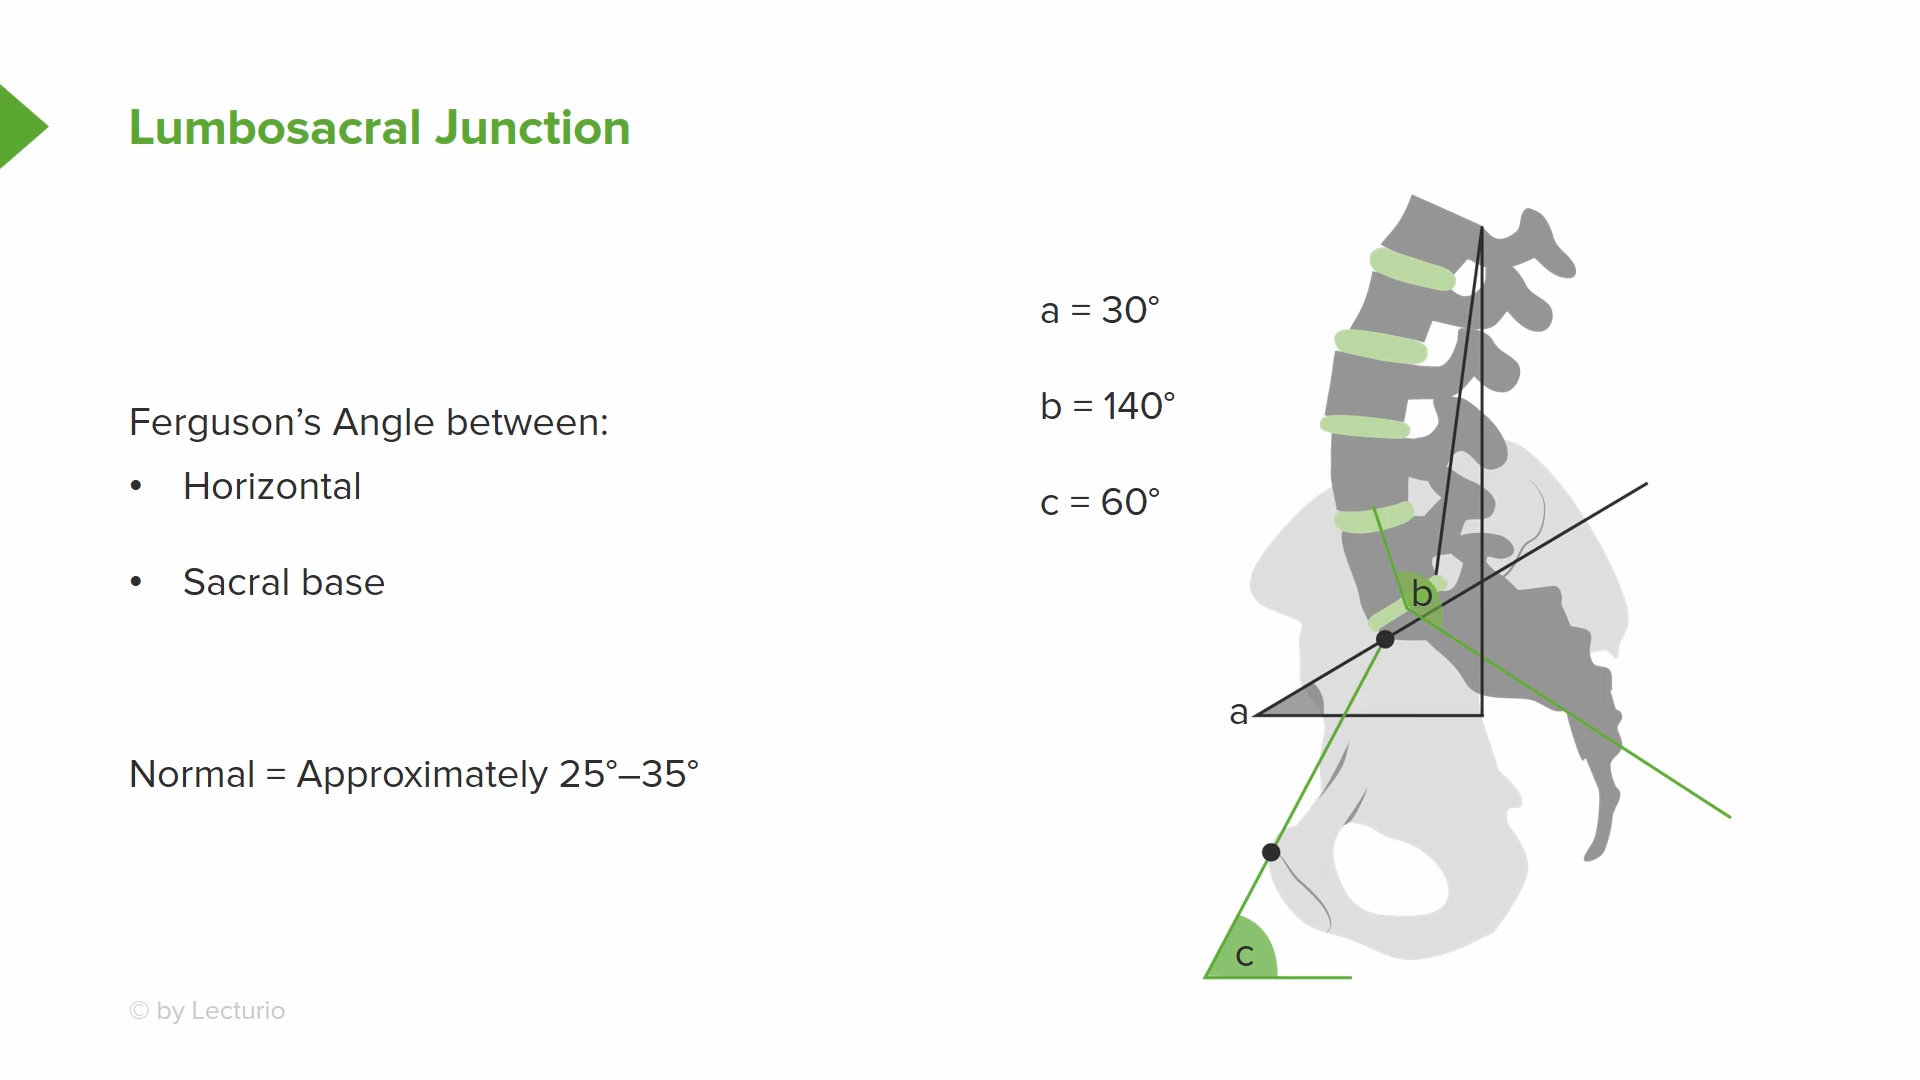 Lumbosacral Junction
Ferguson’s Angle between:
• Horizontal
• Sacral base
Normal = Approximately 25°–35°
a = 30°
b = 140°
c = 60°
b
a
c
© by Lecturio